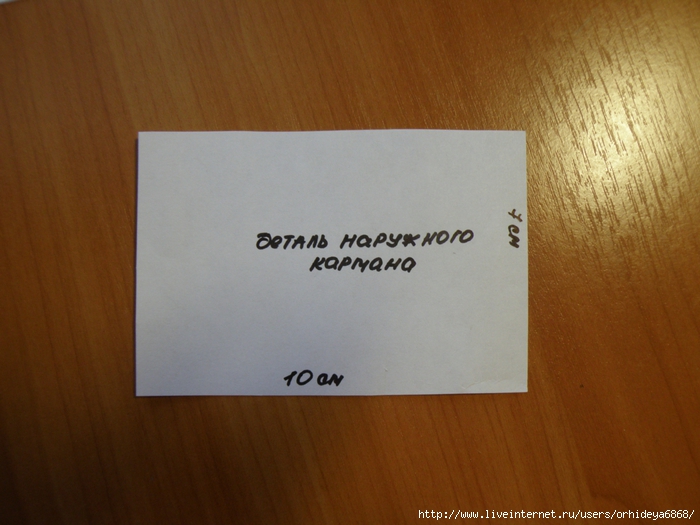 деталь наружного
кармана
7 см
10 см
http://www.liveinternet.ru/users/orhideya6868/